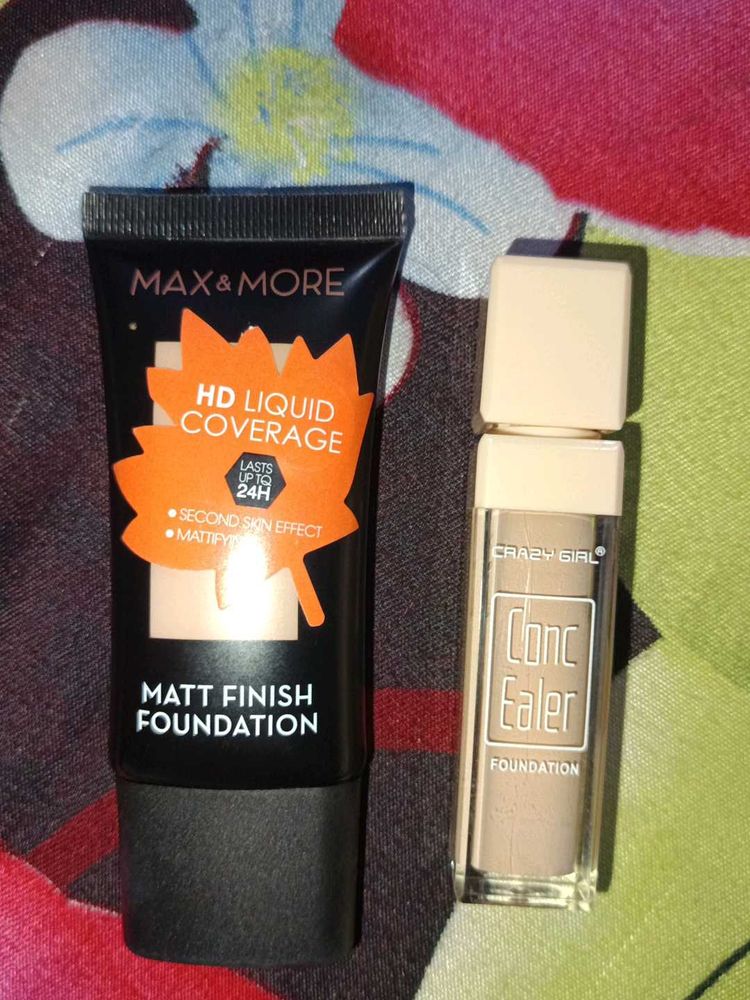 MAX & MORE
HD LIQUID
COVERAGE
LASTS
UP TO
24H
• SECOND SKIN EFFECT
• MATTIFYIN
MATT FINISH
FOUNDATION
CRAZY GIRL®
Conc
Ealer
FOUNDATION